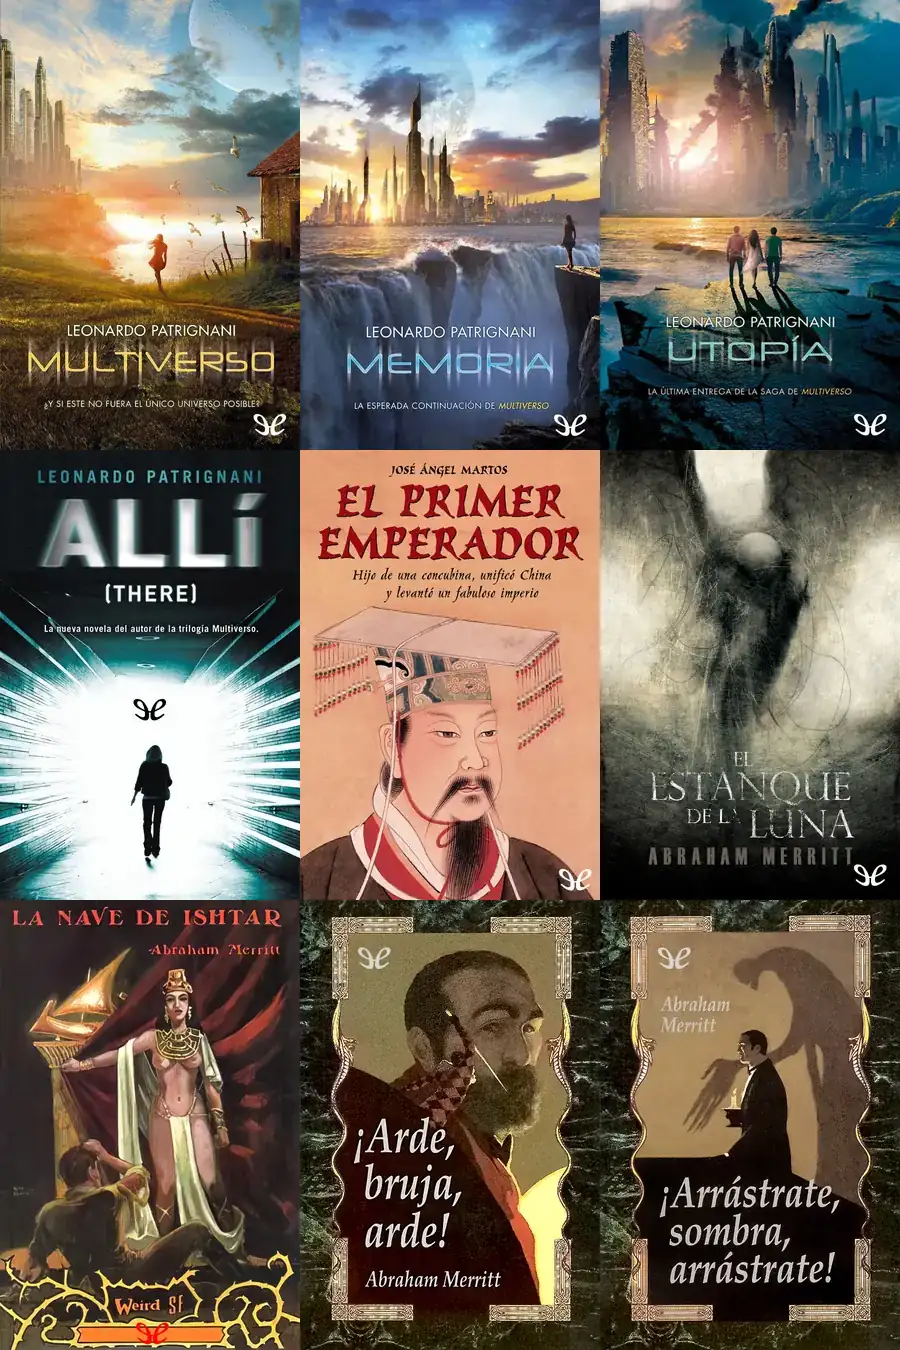 LEONARDO PATRIGNANI
MULTIVERSO
¿Y SI ESTE NO FUERA EL ÚNICO UNIVERSO POSIBLE?
LEONARDO PATRIGNANI
MEMORIA
LA ESPERADA CONTINUACIÓN DE MULTIVERSO
LEONARDO PATRIGNANI
UTOPÍA
LA ÚLTIMA ENTREGA DE LA SAGA DE MULTIVERSO
LEONARDO PATRIGNANI
ALLÍ
(THERE)
La nueva novela del autor de la trilogía Multiverso.
JOSÉ ÁNGEL MARTOS
EL PRIMER
EMPERADOR
Hijo de una concubina, unificó China
y levantó un fabuloso imperio
EL
ESTANQUE
DE LA LUNA
ABRAHAM MERRITT
LA NAVE DE ISHTAR
Abraham Merritt
Weird SF
¡Arde,
bruja,
arde!
Abraham Merritt
Abraham
Merritt
¡Arrástrate,
sombra,
arrástrate!